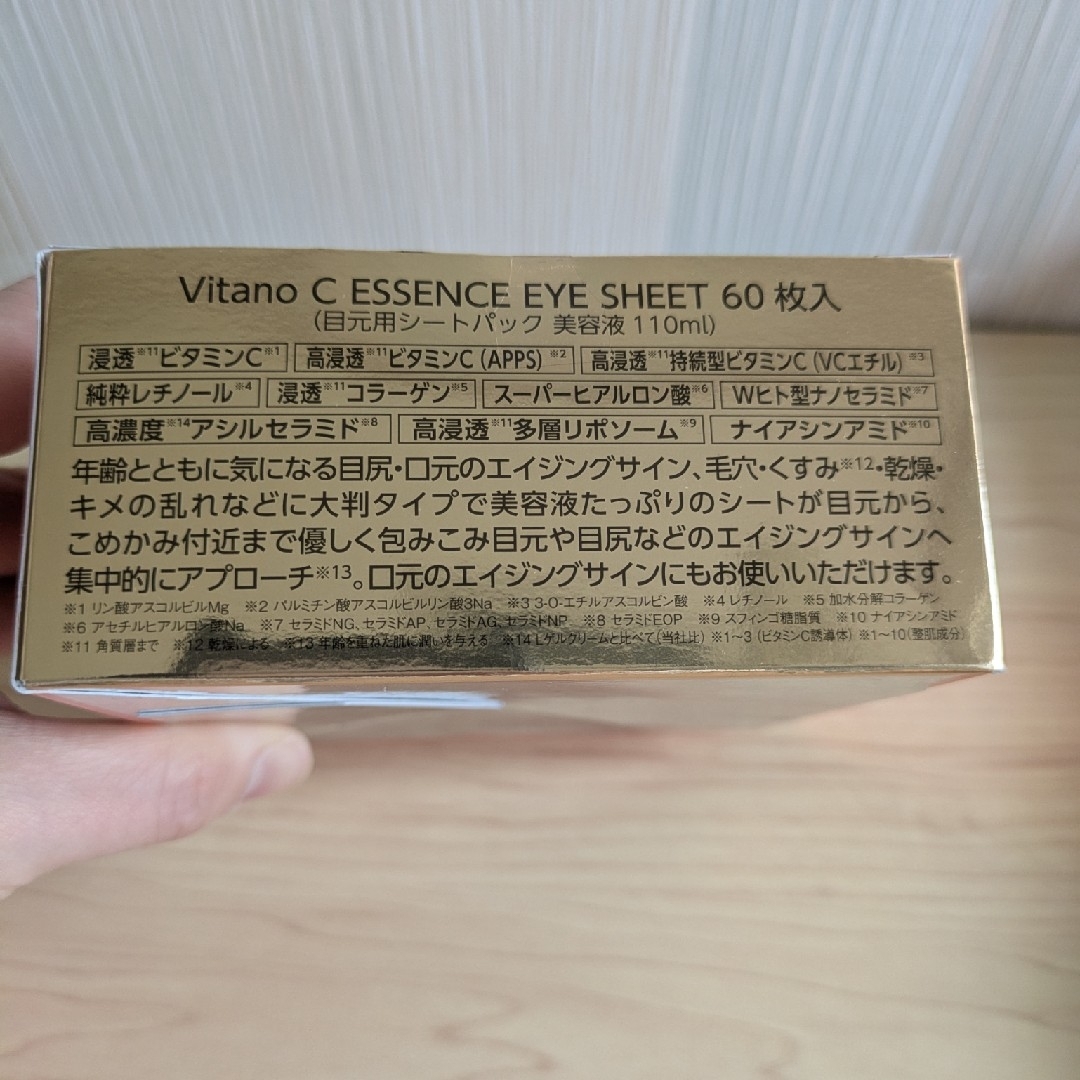 Vitano C ESSENCE EYE SHEET 60 枚入
(目元用シートパック 美容液 110ml)
浸透※11ビタミンC※1 高浸透※11ビタミンC (APPS) ※2 高浸透※11持続型ビタミンC (VCエチル) ※3
純粋レチノール※4 浸透※11コラーゲン※5 スーパーヒアルロン酸※6 Wヒト型ナノセラミド※7
高濃度※14アシルセラミド※8 高浸透※11多層リポソーム※9 ナイアシンアミド※10
年齢とともに気になる目尻・口元のエイジングサイン、毛穴・くすみ※12・乾燥・
キメの乱れなどに大判タイプで美容液たっぷりのシートが目元から、
こめかみ付近まで優しく包みこみ目元や目尻などのエイジングサインへ
集中的にアプローチ※13。口元のエイジングサインにもお使いいただけます。
※1 リン酸アスコルビルMg ※2 パルミチン酸アスコルビルリン酸3Na ※3 3-O-エチルアスコルビン酸 ※4 レチノール ※5 加水分解コラーゲン
※6 アセチルヒアルロン酸Na ※7 セラミドNG、セラミドAP、セラミドAG、セラミドNP ※8 セラミドEOP ※9 スフィンゴ糖脂質 ※10 ナイアシンアミド
※11 角質層まで ※12 乾燥による ※13 年齢を重ねた肌に潤いを与える ※14 Lゲルクリームと比べて(当社比) ※1～3 (ビタミンC誘導体) ※1～10(整肌成分)